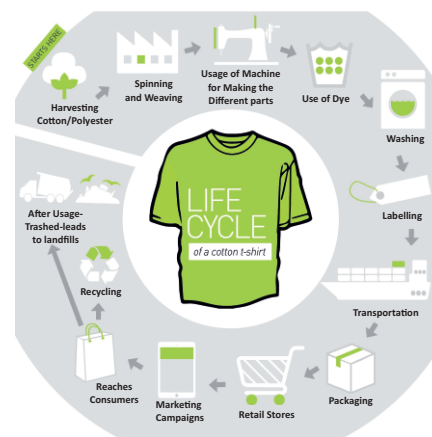 STARTS HERE
Harvesting
Cotton/Polyester
Spinning
and Weaving
Usage of Machine
for Making the
Different parts
Use of Dye
Washing
Labelling
Transportation
Packaging
Retail Stores
Marketing
Campaigns
Reaches
Consumers
Recycling
After Usage-
Trashed-leads
to landfills
LIFE
CYCLE
of a cotton t-shirt